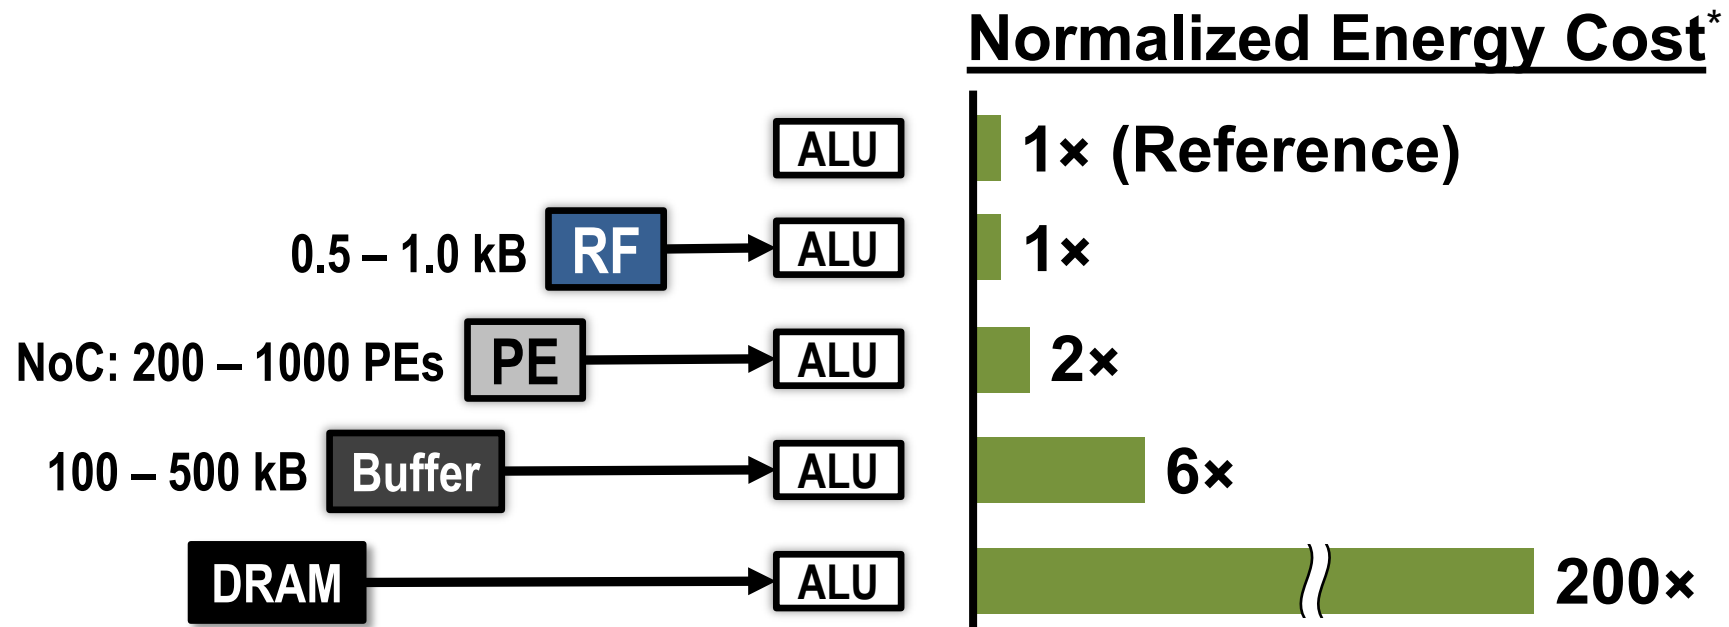 Normalized Energy Cost*
ALU 1× (Reference)
0.5 – 1.0 kB RF ALU 1×
NoC: 200 – 1000 PEs PE ALU 2×
100 – 500 kB Buffer ALU 6×
DRAM ALU 200×